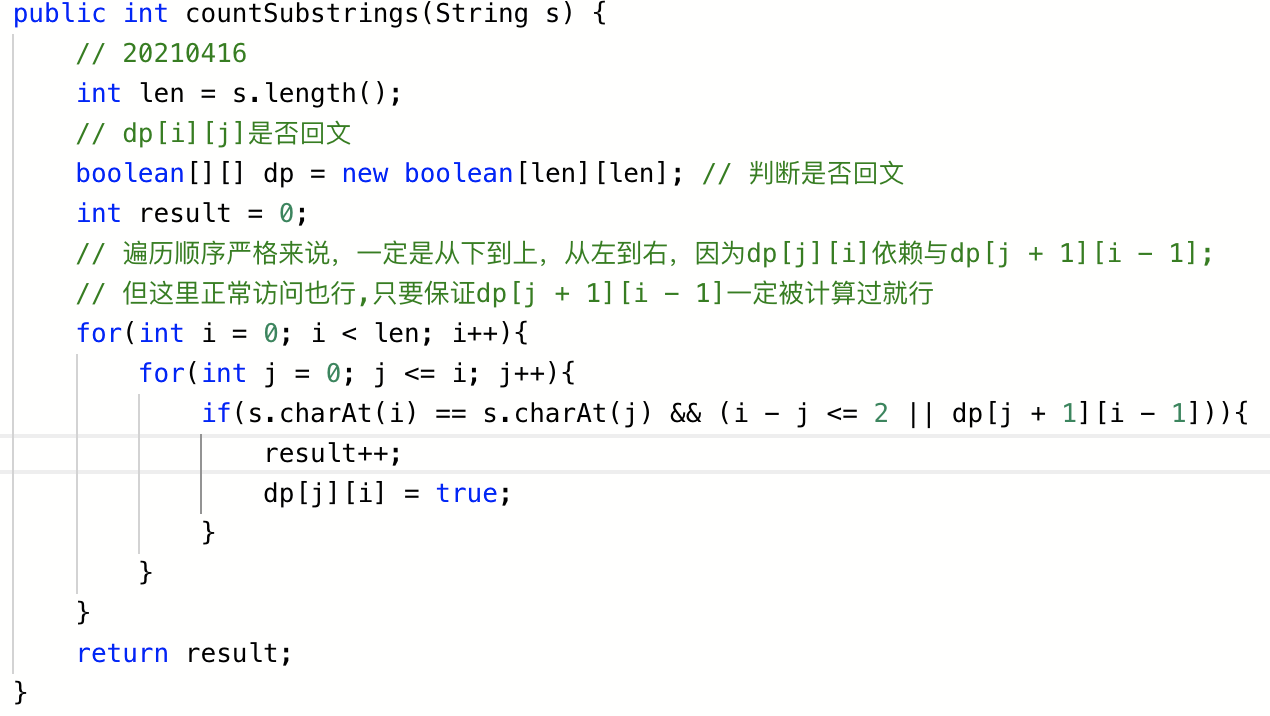 public int countSubstrings(String s) {
    // 20210416
    int len = s.length();
    // dp[i][j]是否回文
    boolean[][] dp = new boolean[len][len]; // 判断是否回文
    int result = 0;
    // 遍历顺序严格来说，一定是从下到上，从左到右，因为dp[j][i]依赖与dp[j + 1][i - 1];
    // 但这里正常访问也行,只要保证dp[j + 1][i - 1]一定被计算过就行
    for(int i = 0; i < len; i++){
        for(int j = 0; j <= i; j++){
            if(s.charAt(i) == s.charAt(j) && (i - j <= 2 || dp[j + 1][i - 1])){
                result++;
                dp[j][i] = true;
            }
        }
    }
    return result;
}